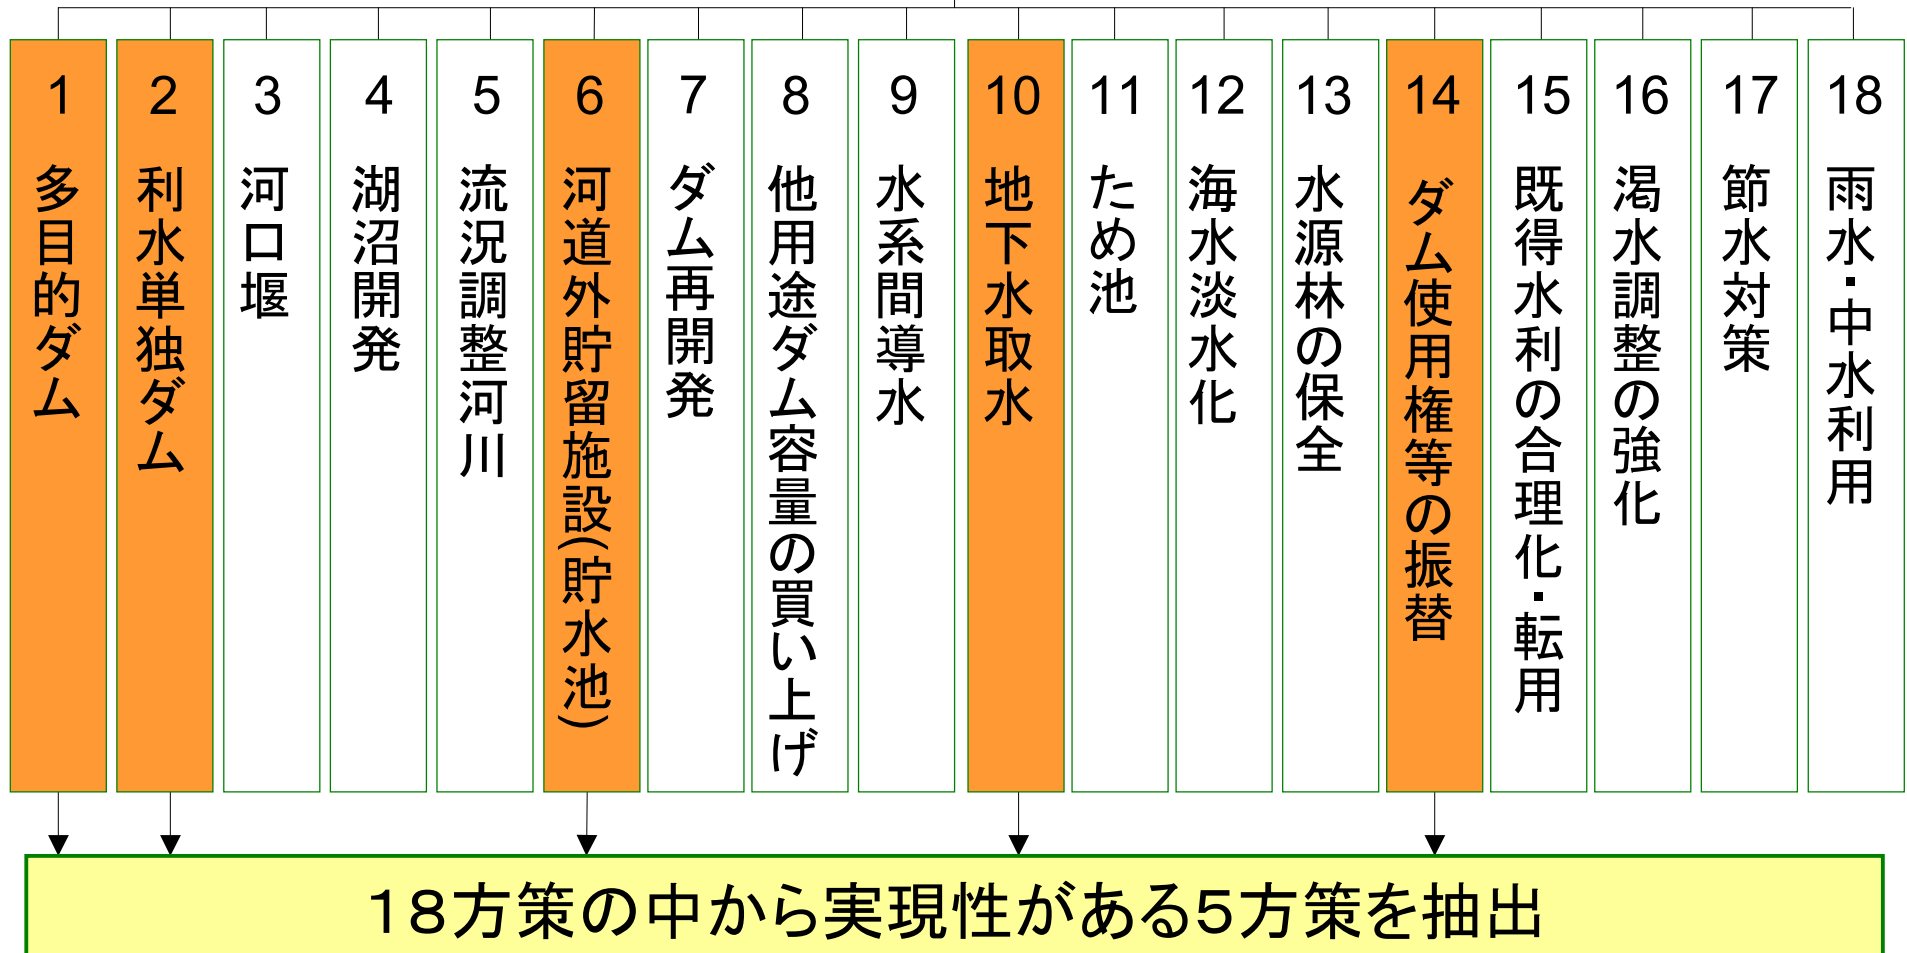 1 多目的ダム
2 利水単独ダム
3 河口堰
4 湖沼開発
5 流況調整河川
6 河道外貯留施設(貯水池)
7 ダム再開発
8 他用途ダム容量の買い上げ
9 水系間導水
10 地下水取水
11 ため池
12 海水淡水化
13 水源林の保全
14 ダム使用権等の振替
15 既得水利の合理化・転用
16 渇水調整の強化
17 節水対策
18 雨水・中水利用
18方策の中から実現性がある5方策を抽出